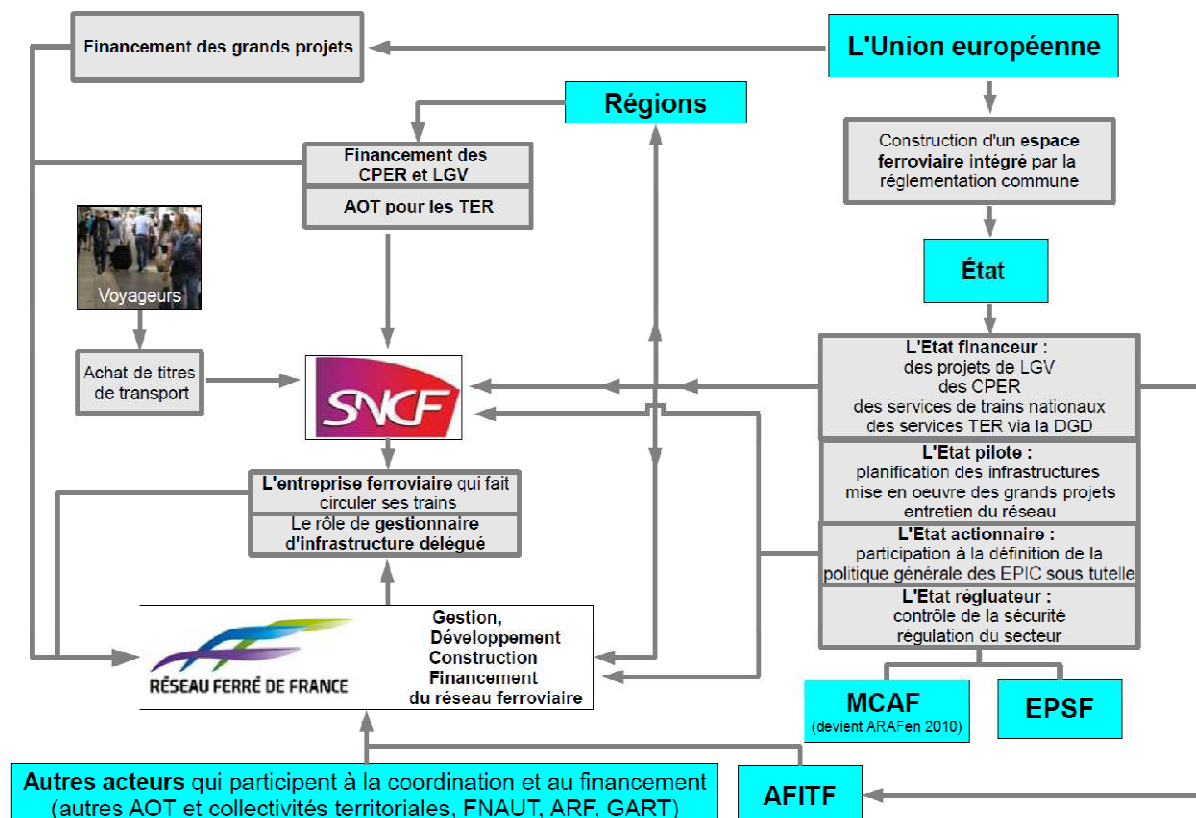 Financement des grands projets
L'Union européenne
Régions
Construction d'un espace
ferroviaire intégré par la
réglementation commune
Financement des
CPER et LGV
AOT pour les TER
Voyageurs
État
Achat de titres
de transport
SNCF
L'Etat financeur :
des projets de LGV
des CPER
des services de trains nationaux
des services TER via la DGD
L'Etat pilote :
planification des infrastructures
mise en oeuvre des grands projets
entretien du réseau
L'Etat actionnaire :
participation à la définition de la
politique générale des EPIC sous tutelle
L'Etat régluateur :
contrôle de la sécurité
régulation du secteur
L'entreprise ferroviaire qui fait
circuler ses trains
Le rôle de gestionnaire
d'infrastructure délégué
RÉSEAU FERRÉ DE FRANCE
Gestion,
Développement
Construction
Financement
du réseau ferroviaire
MCAF
(devient ARAFen 2010)
EPSF
Autres acteurs qui participent à la coordination et au financement
(autres AOT et collectivités territoriales, FNAUT, ARF, GART)
AFITF